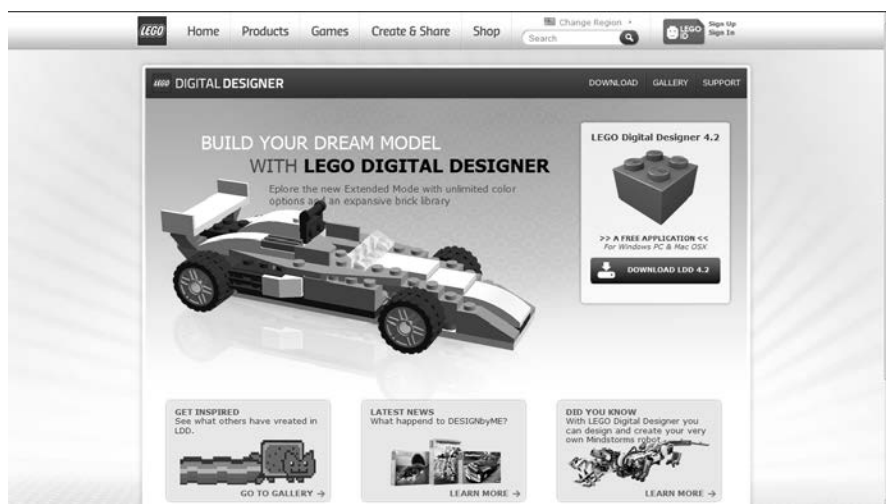 LEGO
Home Products Games Create & Share Shop
Change Region
Search
LEGO ID
Sign Up
Sign In
LEGO DIGITAL DESIGNER
DOWNLOAD GALLERY SUPPORT
BUILD YOUR DREAM MODEL
WITH LEGO DIGITAL DESIGNER
Eplore the new Extended Mode with unlimited color
options and an expansive brick library
LEGO Digital Designer 4.2
>> A FREE APPLICATION <<
For Windows PC & Mac OSX
DOWNLOAD LDD 4.2
GET INSPIRED
See what others have vreated in
LDD.
GO TO GALLERY →
LATEST NEWS
What happend to DESIGNbyME?
LEARN MORE →
DID YOU KNOW
With LEGO Digital Designer you
can design and create your very
own Mindstorms robot
LEARN MORE →